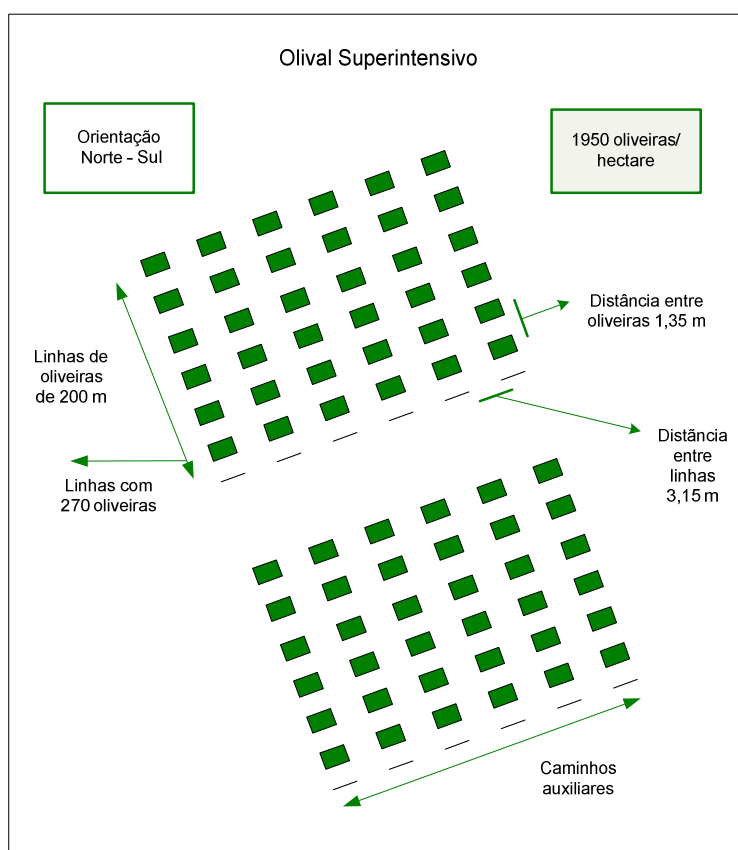 Olival Superintensivo
Orientação
Norte - Sul
1950 oliveiras/
hectare
Distância entre
oliveiras 1,35 m
Linhas de
oliveiras
de 200 m
Distância
entre
linhas
3,15 m
Linhas com
270 oliveiras
Caminhos
auxiliares